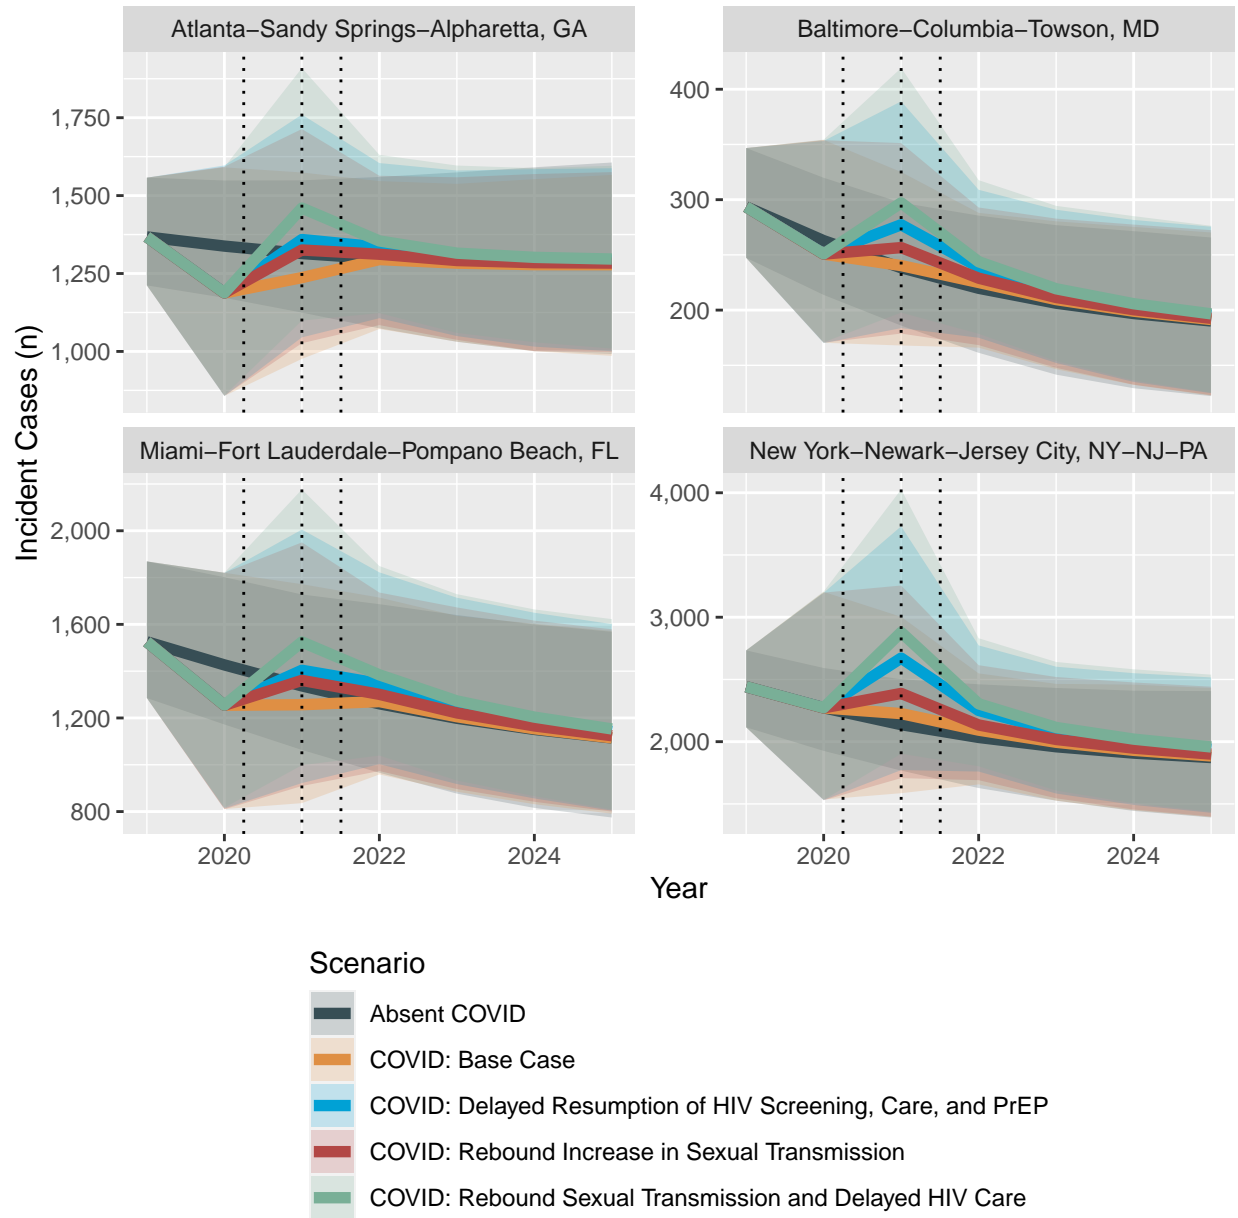 Atlanta−Sandy Springs−Alpharetta, GA
Baltimore−Columbia−Towson, MD
1,750
1,500
1,250
1,000
400
300
200
Miami−Fort Lauderdale−Pompano Beach, FL
New York−Newark−Jersey City, NY−NJ−PA
2,000
1,600
1,200
800
4,000
3,000
2,000
Incident Cases (n)
2020
2022
2024
2020
2022
2024
Year
Scenario
Absent COVID
COVID: Base Case
COVID: Delayed Resumption of HIV Screening, Care, and PrEP
COVID: Rebound Increase in Sexual Transmission
COVID: Rebound Sexual Transmission and Delayed HIV Care